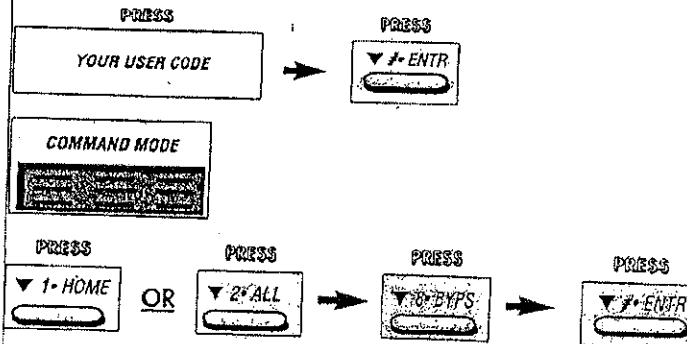 PRESS PRESS
YOUR USER CODE ▼ #• ENTR
COMMAND MODE
PRESS PRESS PRESS PRESS
▼ 1• HOME OR ▼ 2• ALL ▼ 6• BYPS ▼ #• ENTR